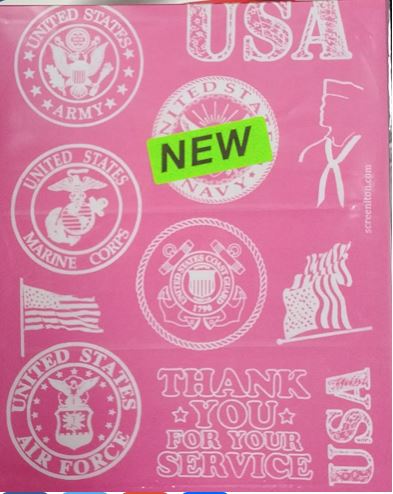 USA
UNITED STATES
ARMY
UNITED STATES
NAVY
NEW
UNITED STATES
MARINE CORPS
screeniton.com
UNITED STATES COAST GUARD
1790
UNITED STATES
AIR FORCE
THANK
YOU
FOR YOUR
SERVICE
USA